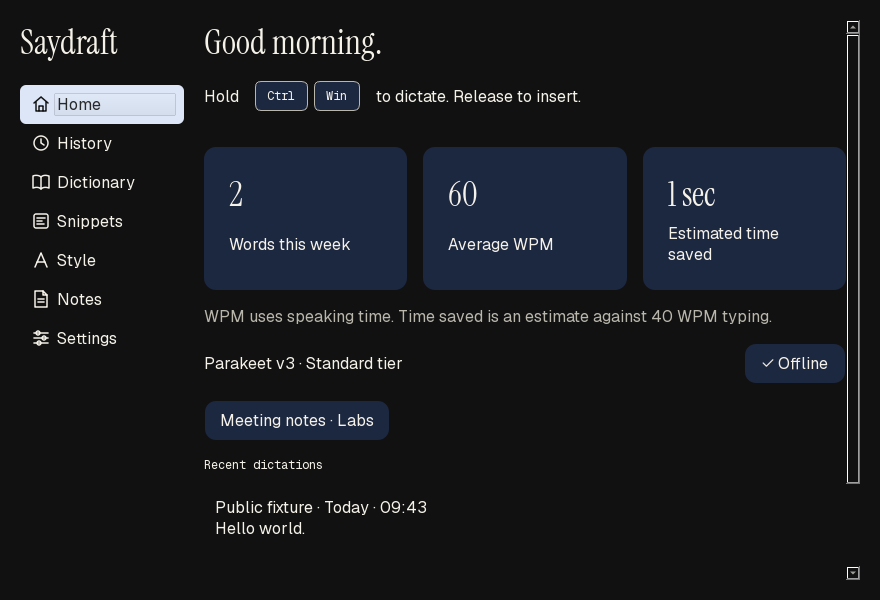 Saydraft
Home
History
Dictionary
Snippets
Style
Notes
Settings
Good morning.
Hold Ctrl Win to dictate. Release to insert.
2
Words this week
60
Average WPM
1 sec
Estimated time
saved
WPM uses speaking time. Time saved is an estimate against 40 WPM typing.
Parakeet v3 · Standard tier
✓ Offline
Meeting notes · Labs
Recent dictations
Public fixture · Today · 09:43
Hello world.